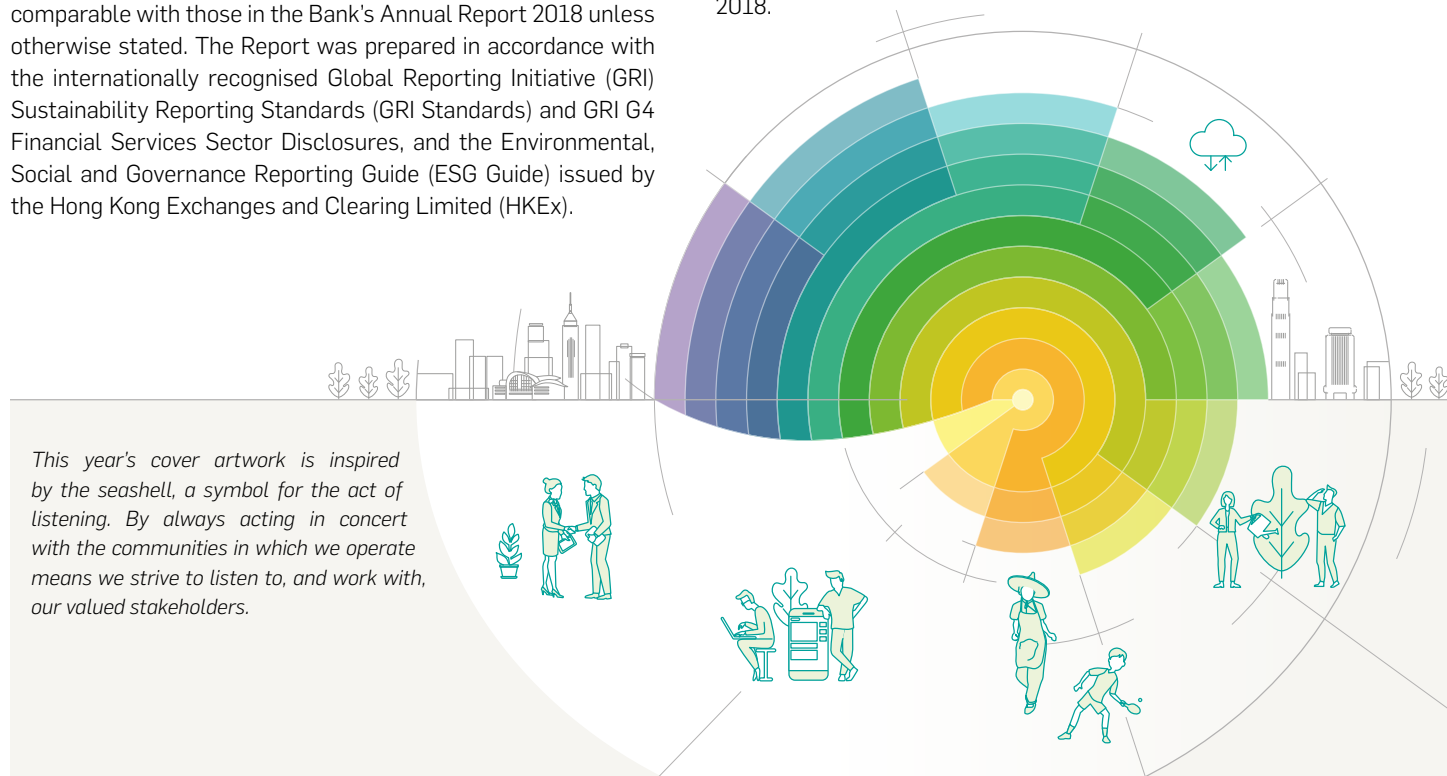 comparable with those in the Bank’s Annual Report 2018 unless
otherwise stated. The Report was prepared in accordance with
the internationally recognised Global Reporting Initiative (GRI)
Sustainability Reporting Standards (GRI Standards) and GRI G4
Financial Services Sector Disclosures, and the Environmental,
Social and Governance Reporting Guide (ESG Guide) issued by
the Hong Kong Exchanges and Clearing Limited (HKEx).
2018.
This year’s cover artwork is inspired
by the seashell, a symbol for the act of
listening. By always acting in concert
with the communities in which we operate
means we strive to listen to, and work with,
our valued stakeholders.